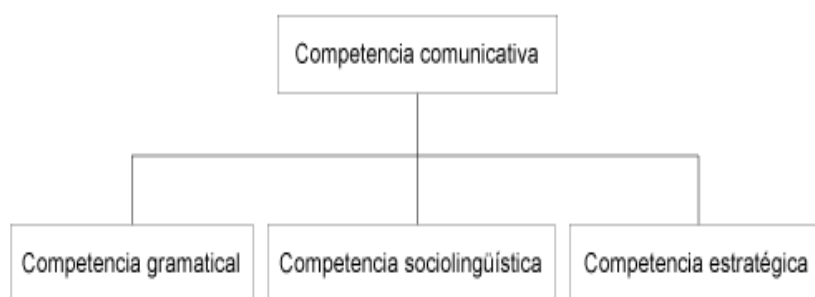 Competencia comunicativa
Competencia gramatical
Competencia sociolingüística
Competencia estratégica